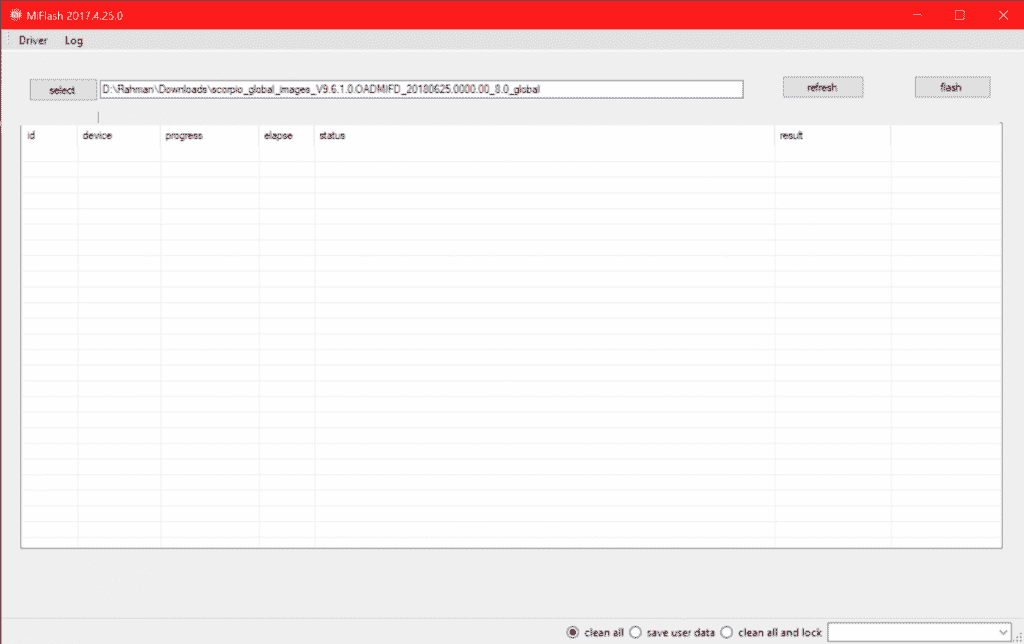 MiFlash 2017.4.25.0
Driver Log
select D:\Rahman\Downloads\scorpio_global_images_V9.6.1.0.OADMIFD_20180625.0000.00_8.0_global refresh flash
id device progress elapse status result
clean all save user data clean all and lock